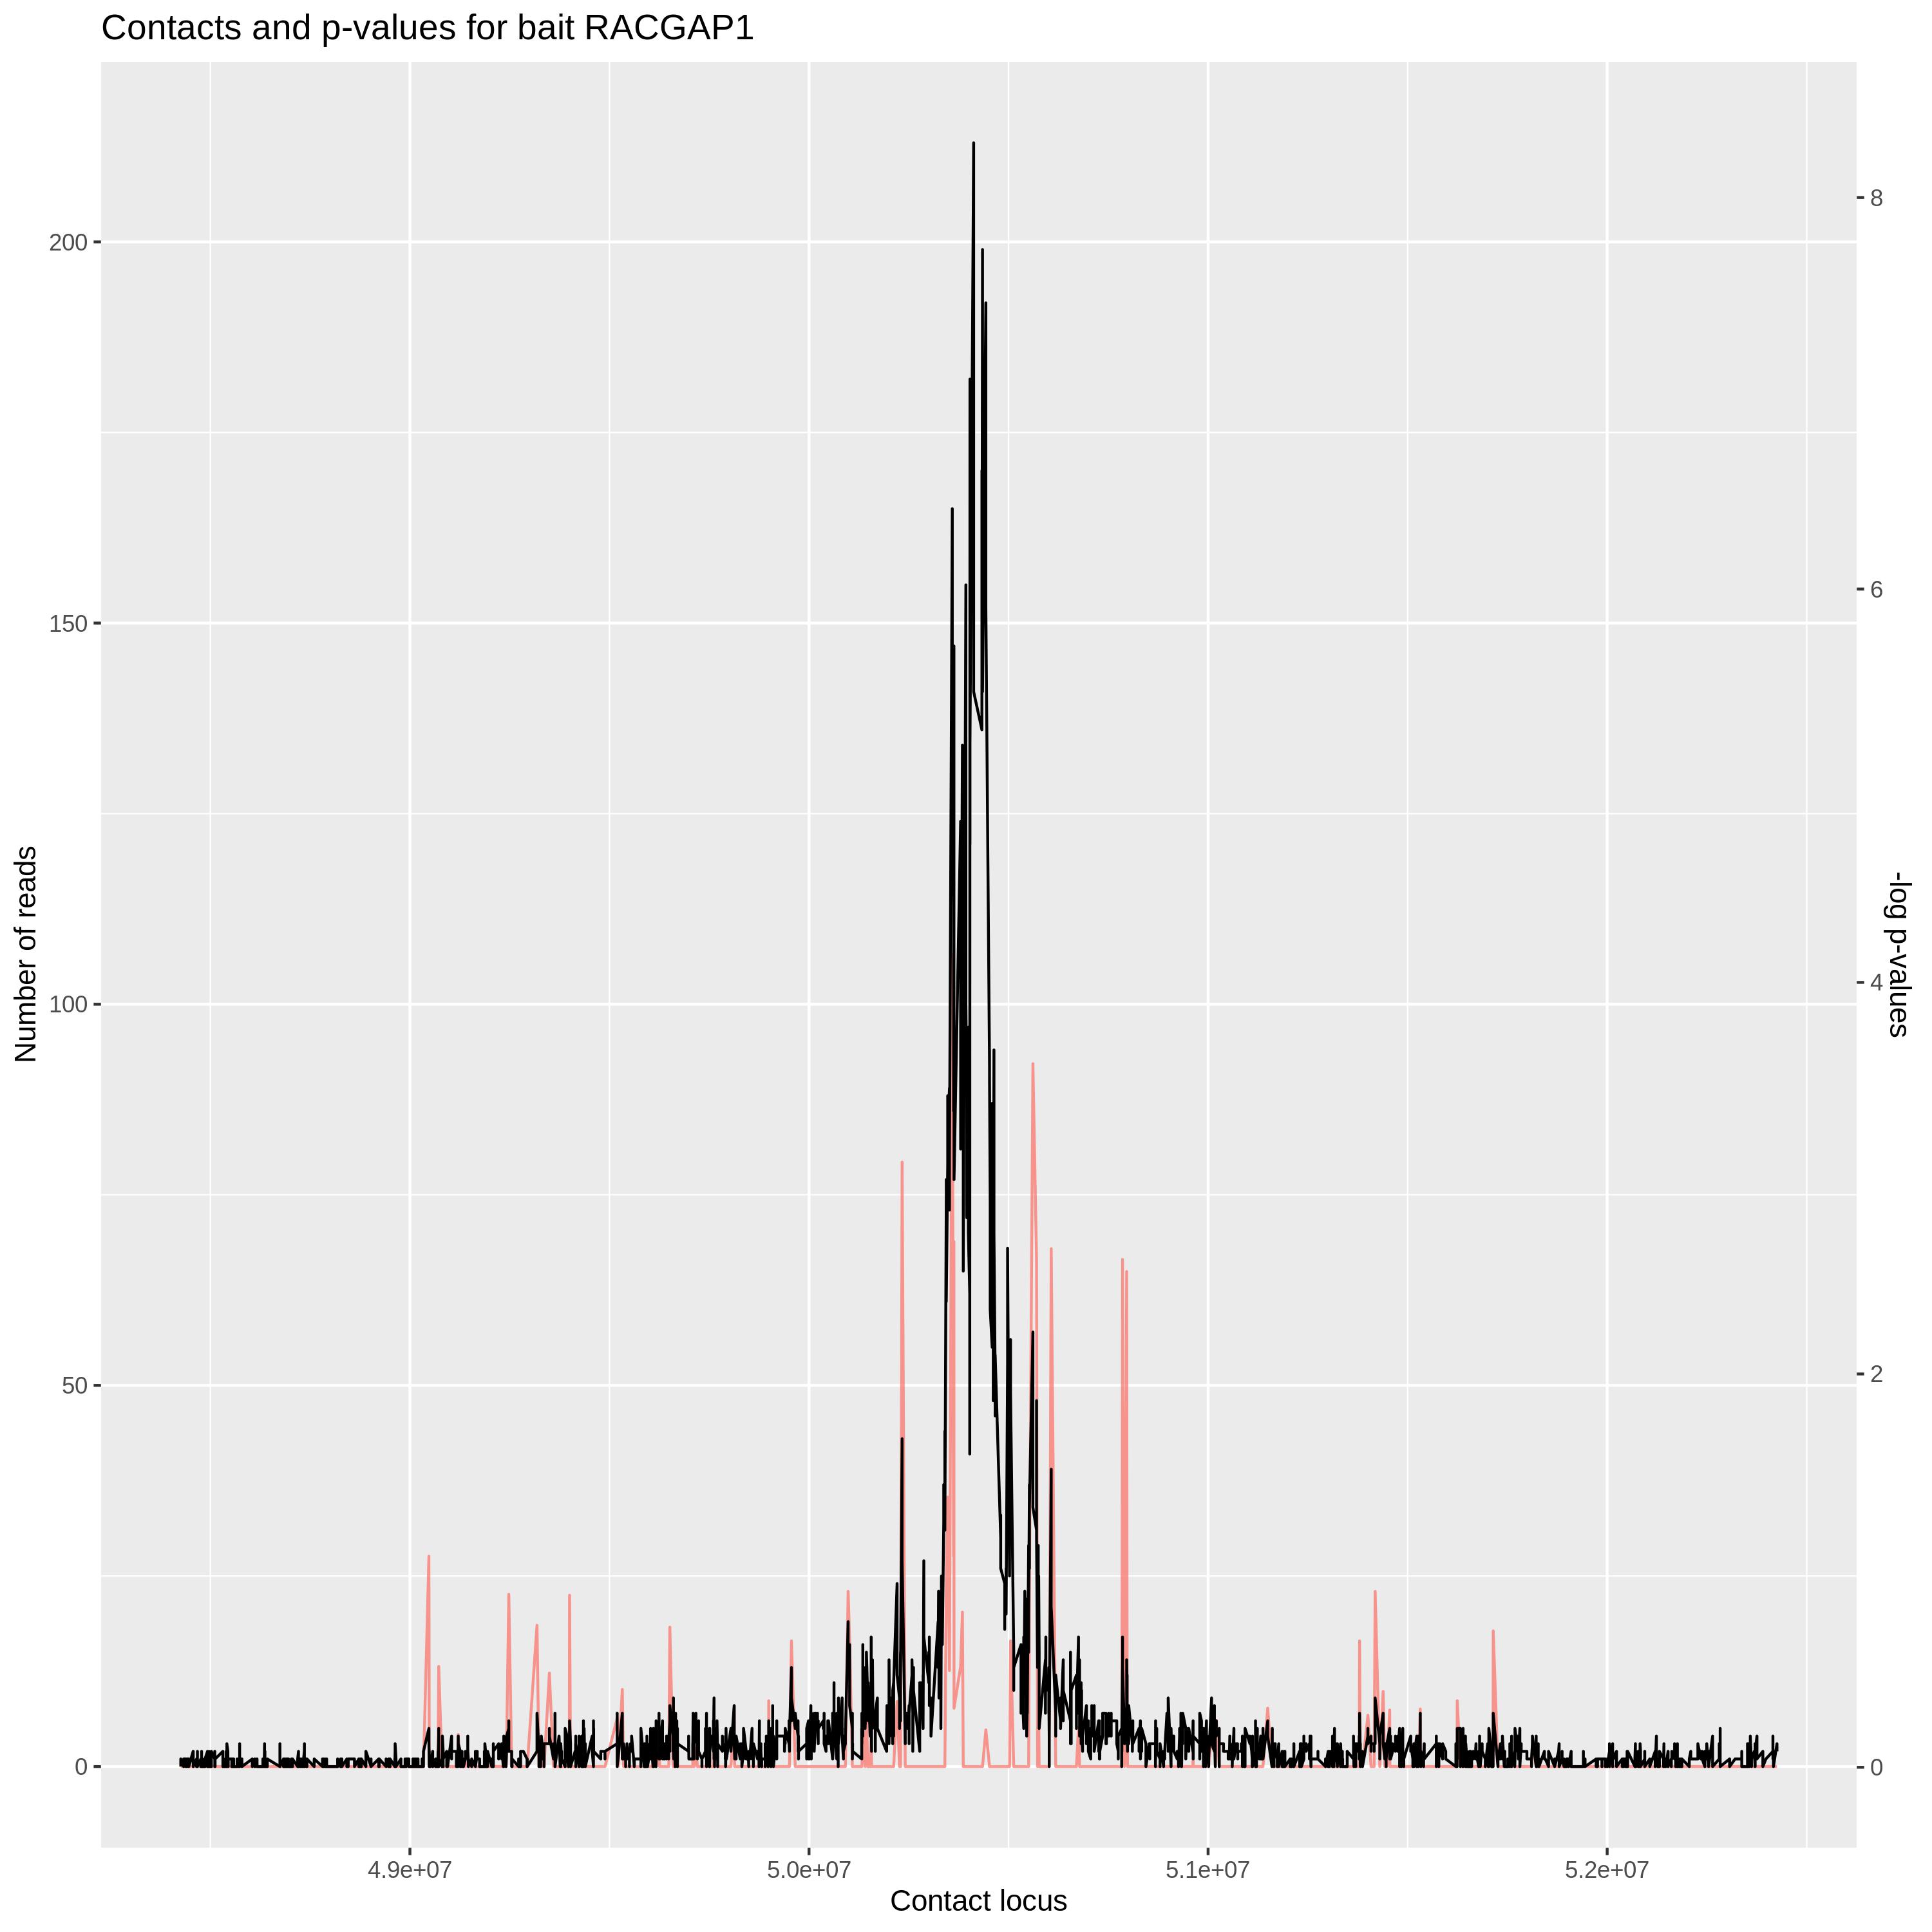 Contacts and p-values for bait RACGAP1
200
150
100
50
0
Number of reads
8
6
4
2
0
-log p-values
4.9e+07
5.0e+07
5.1e+07
5.2e+07
Contact locus